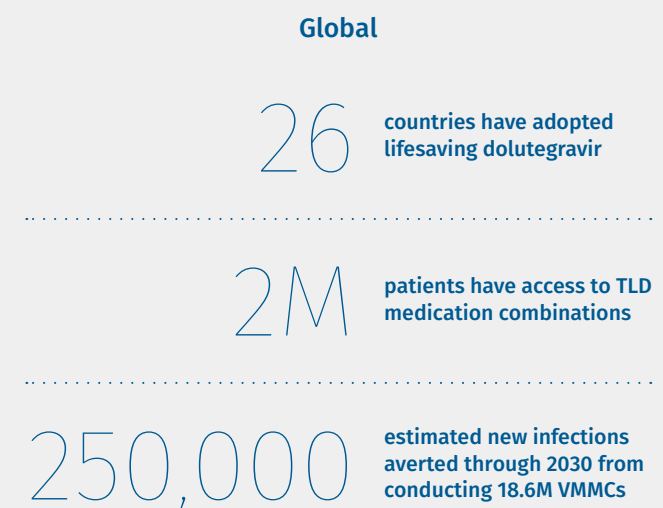 Global
26
countries have adopted
lifesaving dolutegravir
2M
patients have access to TLD
medication combinations
250,000
estimated new infections
averted through 2030 from
conducting 18.6M VMMCs